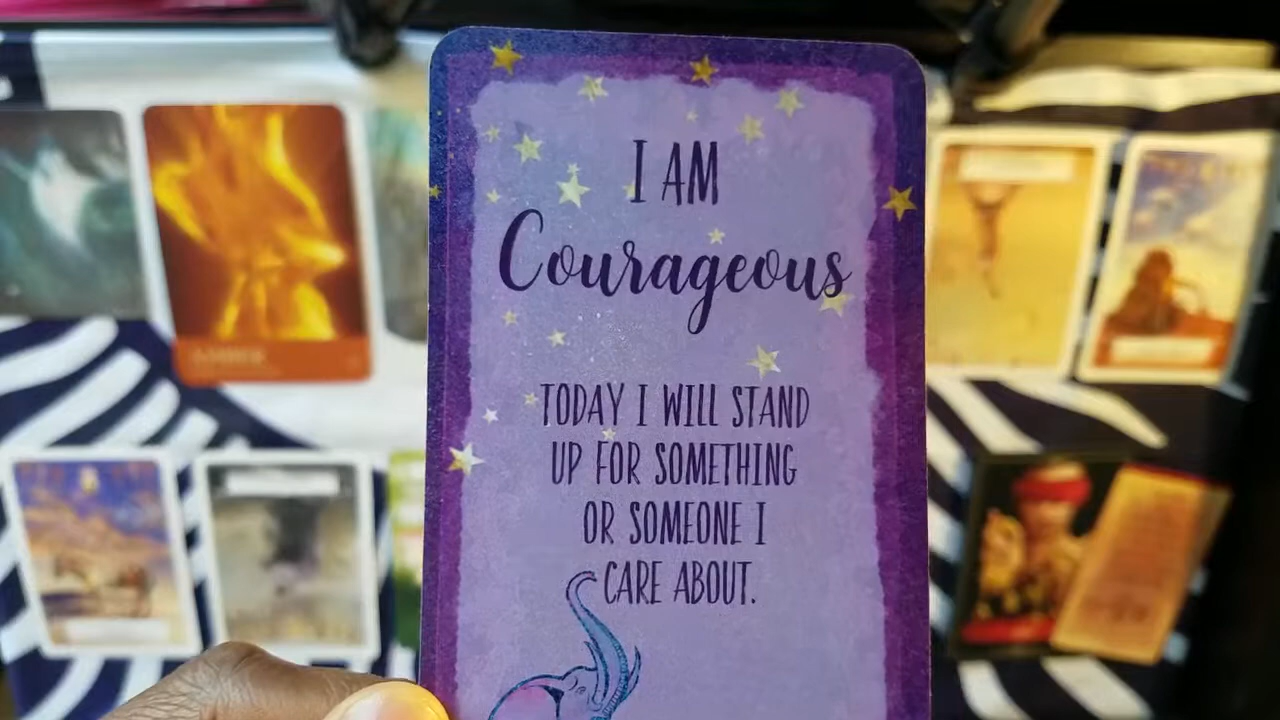 I AM
Courageous
TODAY I WILL STAND
UP FOR SOMETHING
OR SOMEONE I
CARE ABOUT.